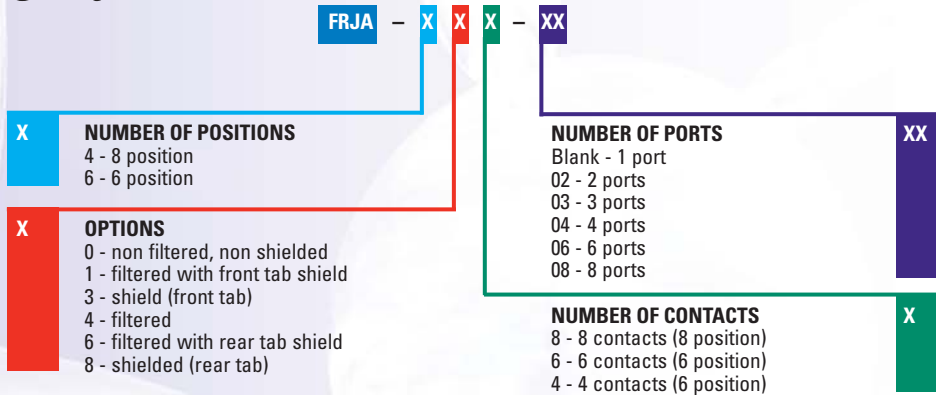 FRJA – X X X – XX
X NUMBER OF POSITIONS
4 - 8 position
6 - 6 position
X OPTIONS
0 - non filtered, non shielded
1 - filtered with front tab shield
3 - shield (front tab)
4 - filtered
6 - filtered with rear tab shield
8 - shielded (rear tab)
NUMBER OF PORTS XX
Blank - 1 port
02 - 2 ports
03 - 3 ports
04 - 4 ports
06 - 6 ports
08 - 8 ports
NUMBER OF CONTACTS X
8 - 8 contacts (8 position)
6 - 6 contacts (6 position)
4 - 4 contacts (6 position)